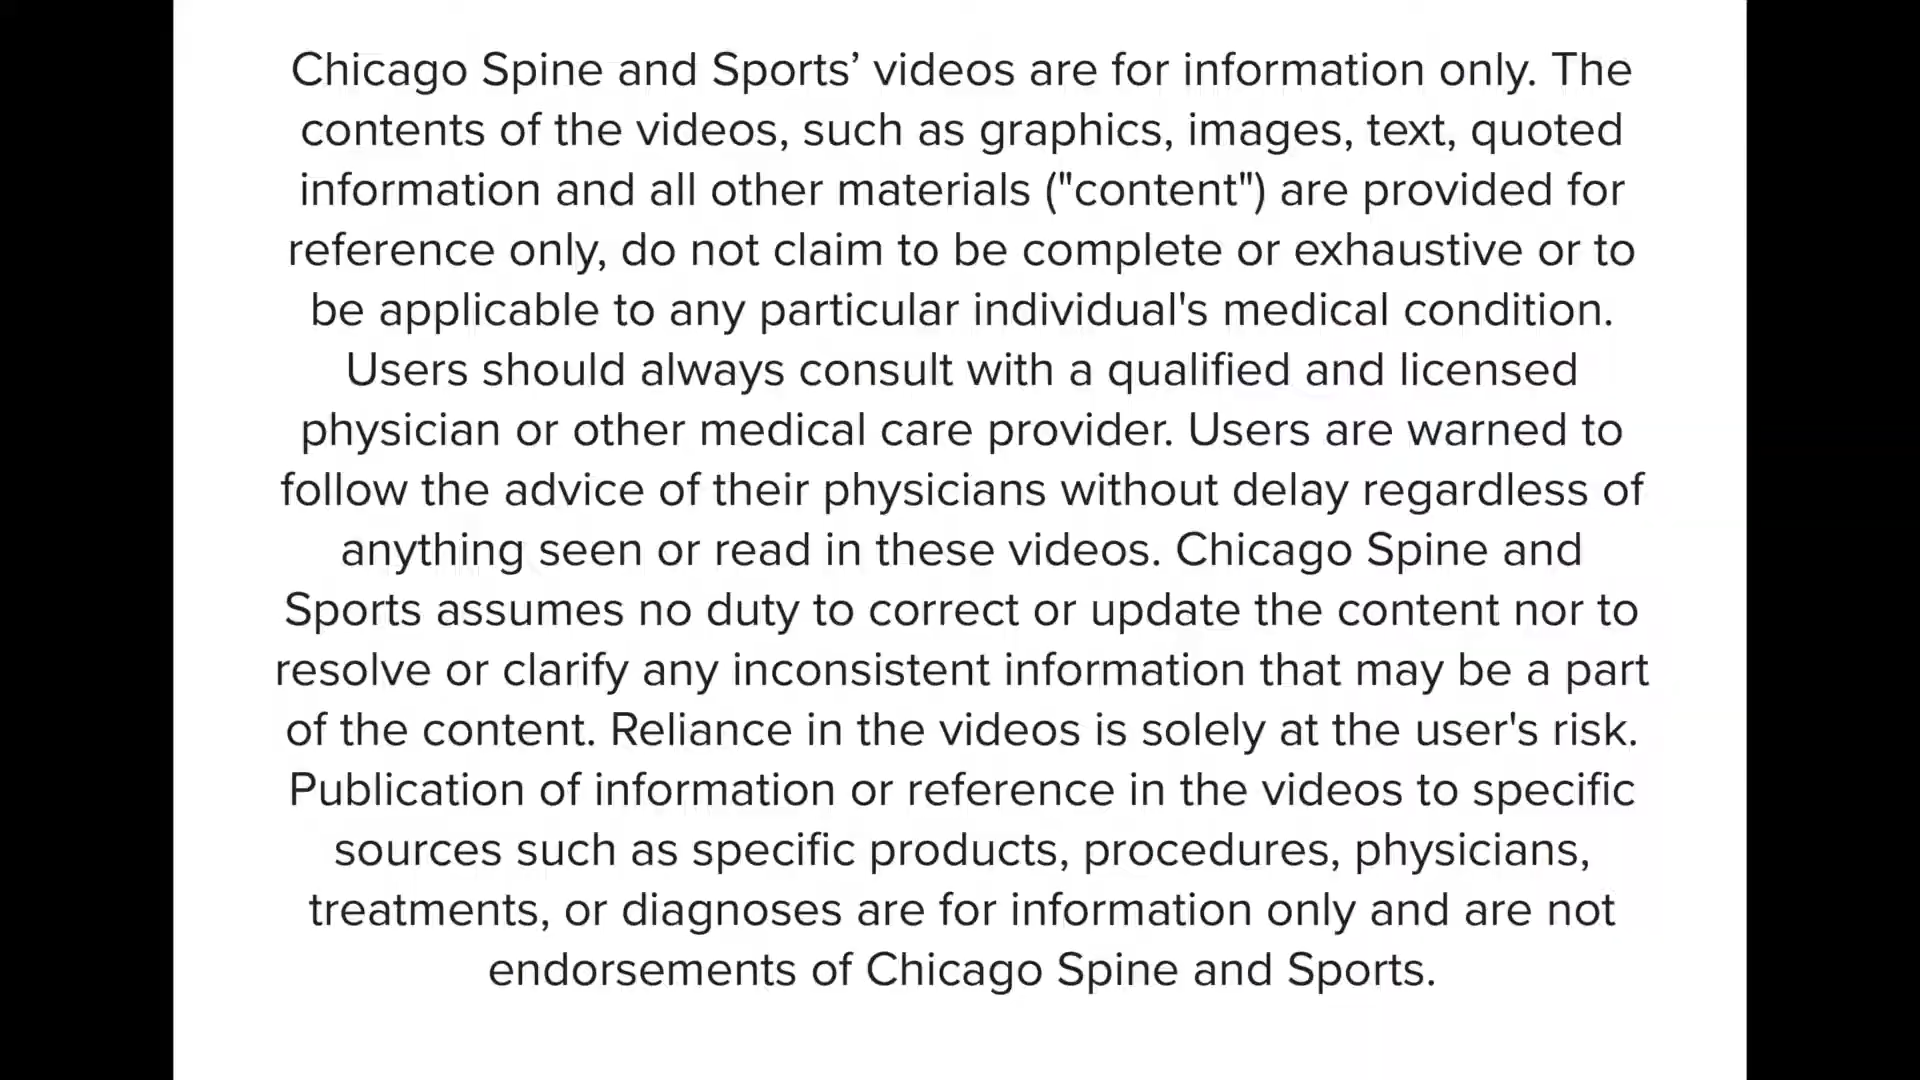 Chicago Spine and Sports’ videos are for information only. The
contents of the videos, such as graphics, images, text, quoted
information and all other materials ("content") are provided for
reference only, do not claim to be complete or exhaustive or to
be applicable to any particular individual's medical condition.
Users should always consult with a qualified and licensed
physician or other medical care provider. Users are warned to
follow the advice of their physicians without delay regardless of
anything seen or read in these videos. Chicago Spine and
Sports assumes no duty to correct or update the content nor to
resolve or clarify any inconsistent information that may be a part
of the content. Reliance in the videos is solely at the user's risk.
Publication of information or reference in the videos to specific
sources such as specific products, procedures, physicians,
treatments, or diagnoses are for information only and are not
endorsements of Chicago Spine and Sports.